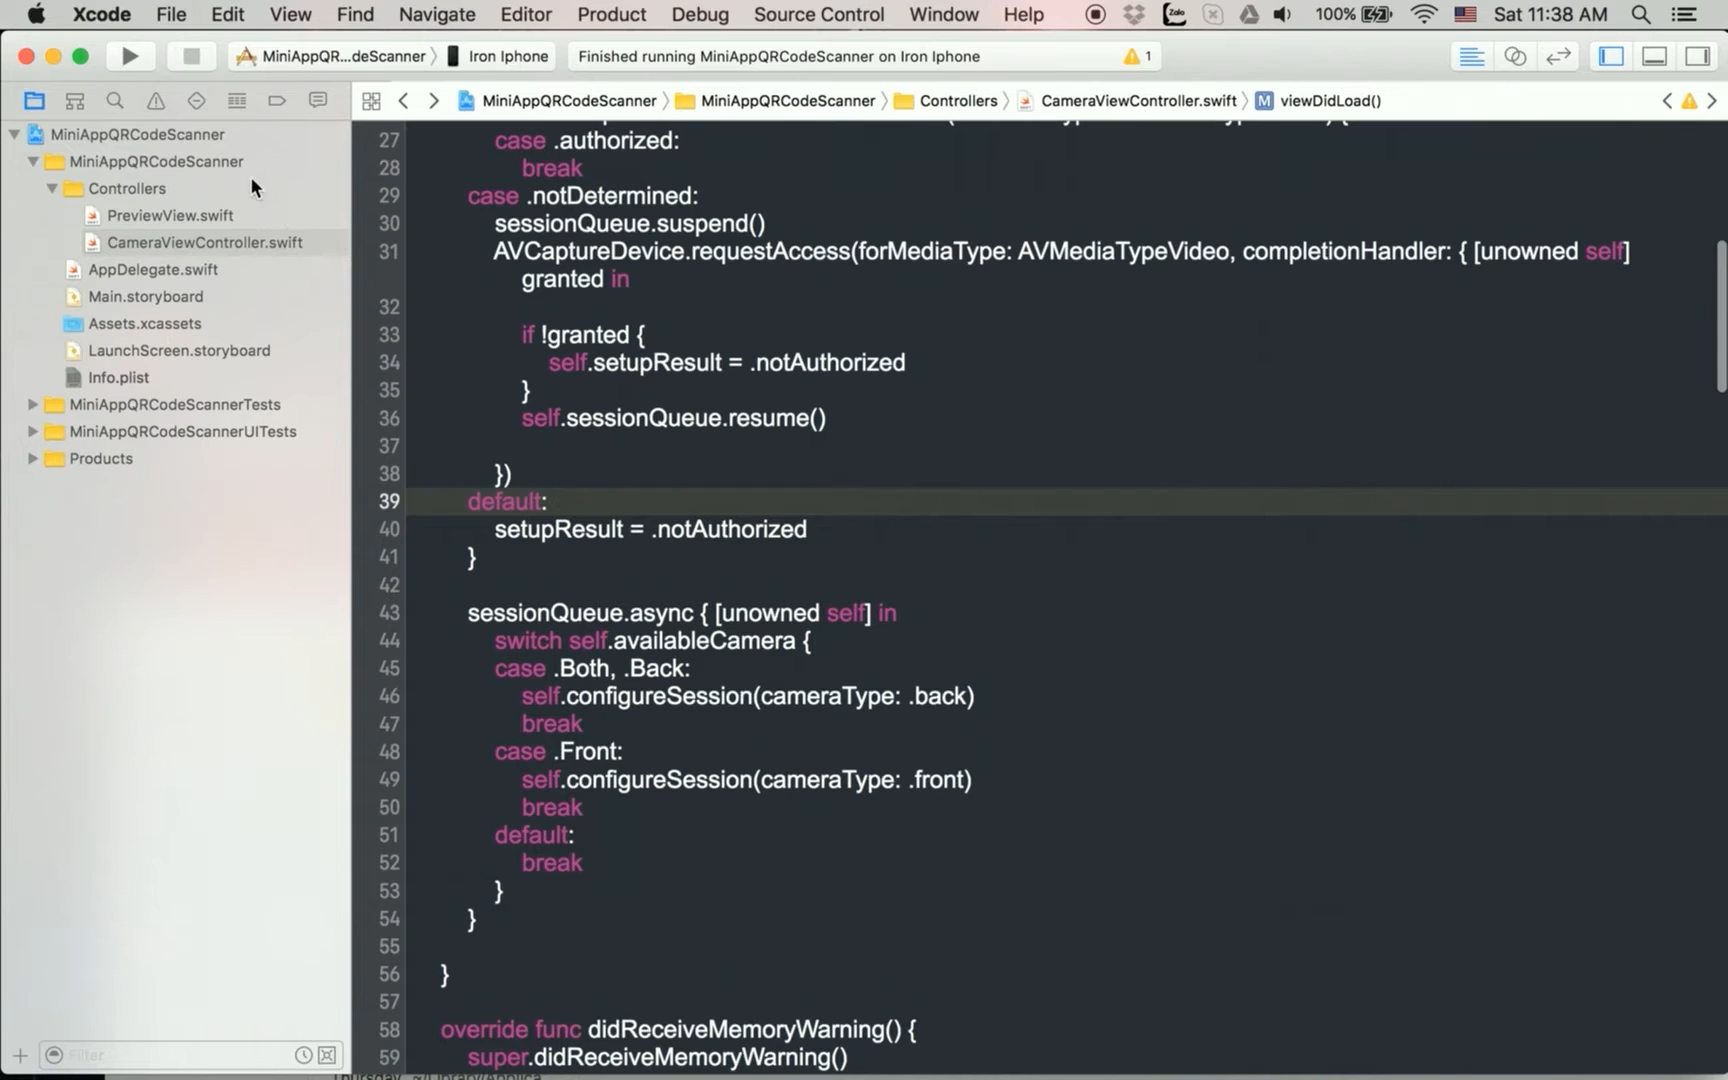 Xcode File Edit View Find Navigate Editor Product Debug Source Control Window Help Zalo 100% Sat 11:38 AM
MiniAppQR...deScanner Iron Iphone Finished running MiniAppQRCodeScanner on Iron Iphone 1
MiniAppQRCodeScanner MiniAppQRCodeScanner Controllers CameraViewController.swift M viewDidLoad()
MiniAppQRCodeScanner
MiniAppQRCodeScanner
Controllers
PreviewView.swift
CameraViewController.swift
AppDelegate.swift
Main.storyboard
Assets.xcassets
LaunchScreen.storyboard
Info.plist
MiniAppQRCodeScannerTests
MiniAppQRCodeScannerUITests
Products
Filter
27 case .authorized:
28 break
29 case .notDetermined:
30 sessionQueue.suspend()
31 AVCaptureDevice.requestAccess(forMediaType: AVMediaTypeVideo, completionHandler: { [unowned self]
granted in
32
33 if !granted {
34 self.setupResult = .notAuthorized
35 }
36 self.sessionQueue.resume()
37
38 })
39 default:
40 setupResult = .notAuthorized
41 }
42
43 sessionQueue.async { [unowned self] in
44 switch self.availableCamera {
45 case .Both, .Back:
46 self.configureSession(cameraType: .back)
47 break
48 case .Front:
49 self.configureSession(cameraType: .front)
50 break
51 default:
52 break
53 }
54 }
55
56 }
57
58 override func didReceiveMemoryWarning() {
59 super.didReceiveMemoryWarning()